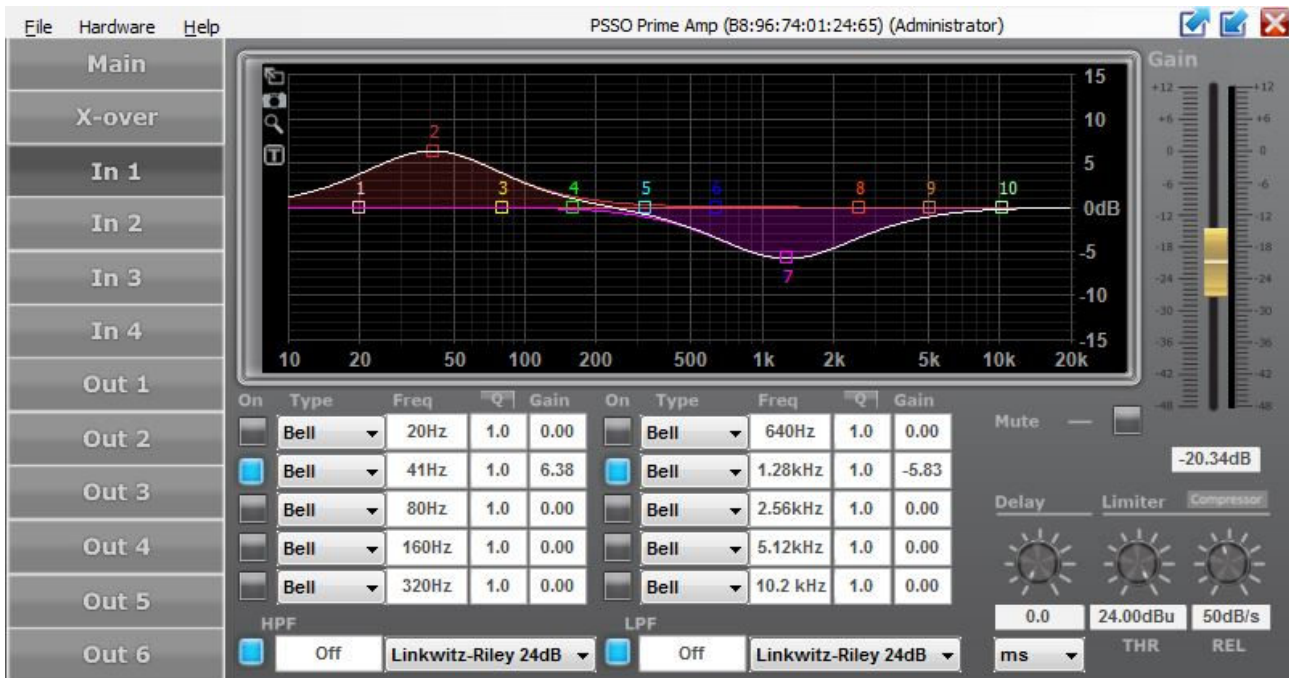 File Hardware Help PSSO Prime Amp (B8:96:74:01:24:65) (Administrator)
Main
X-over
In 1
In 2
In 3
In 4
Out 1
Out 2
Out 3
Out 4
Out 5
Out 6
T
15
10
5
0dB
-5
-10
-15
1 2 3 4 5 6 7 8 9 10
10 20 50 100 200 500 1k 2k 5k 10k 20k
On Type Freq Q Gain On Type Freq Q Gain
Bell 20Hz 1.0 0.00 Bell 640Hz 1.0 0.00
Bell 41Hz 1.0 6.38 Bell 1.28kHz 1.0 -5.83
Bell 80Hz 1.0 0.00 Bell 2.56kHz 1.0 0.00
Bell 160Hz 1.0 0.00 Bell 5.12kHz 1.0 0.00
Bell 320Hz 1.0 0.00 Bell 10.2 kHz 1.0 0.00
HPF LPF
Off Linkwitz-Riley 24dB Off Linkwitz-Riley 24dB
Gain
+12 +12
+6 +6
0 0
-6 -6
-12 -12
-18 -18
-24 -24
-30 -30
-36 -36
-42 -42
-48 -48
Mute
-20.34dB
Delay Limiter Compressor
0.0 24.00dBu 50dB/s
ms THR REL